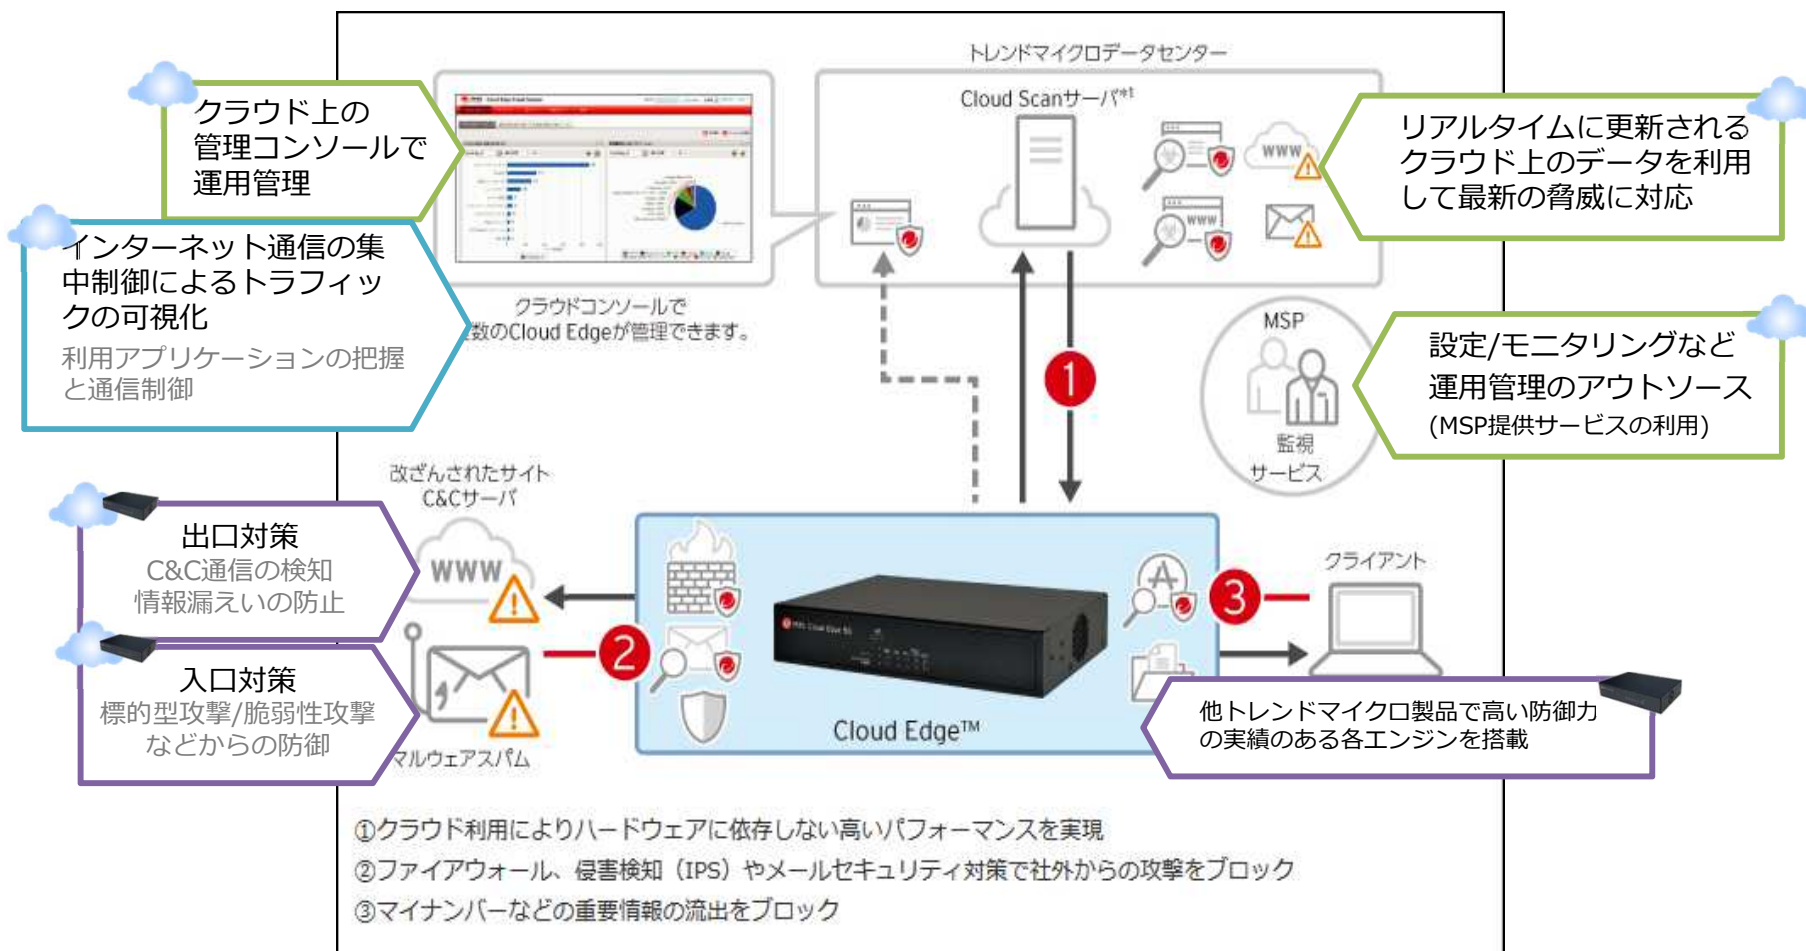 トレンドマイクロデータセンター
Cloud Scanサーバ*1
クラウド上の
管理コンソールで
運用管理
リアルタイムに更新される
クラウド上のデータを利用
して最新の脅威に対応
WWW
WWW
インターネット通信の集
中制御によるトラフィッ
クの可視化
利用アプリケーションの把握
と通信制御
クラウドコンソールで
数のCloud Edgeが管理できます。
1
MSP
監視
サービス
設定/モニタリングなど
運用管理のアウトソース
(MSP提供サービスの利用)
改ざんされたサイト
C&Cサーバ
WWW
出口対策
C&C通信の検知
情報漏えいの防止
入口対策
標的型攻撃/脆弱性攻撃
などからの防御
マルウェアスパム
2
3
クライアント
Cloud Edge™
他トレンドマイクロ製品で高い防御力
の実績のある各エンジンを搭載
①クラウド利用によりハードウェアに依存しない高いパフォーマンスを実現
②ファイアウォール、侵害検知（IPS）やメールセキュリティ対策で社外からの攻撃をブロック
③マイナンバーなどの重要情報の流出をブロック